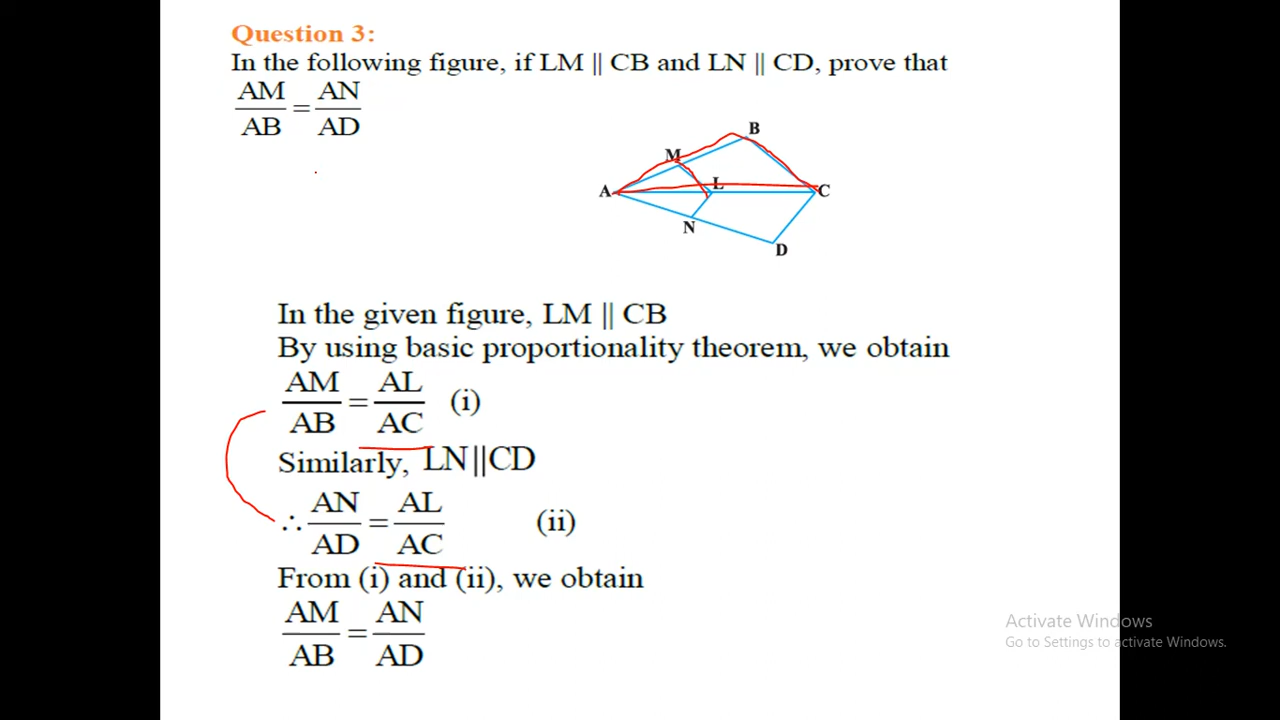 Question 3:
In the following figure, if LM || CB and LN || CD, prove that
AM/AB = AN/AD
B
M
A
L
C
N
D
In the given figure, LM || CB
By using basic proportionality theorem, we obtain
AM/AB = AL/AC (i)
Similarly, LN||CD
∴ AN/AD = AL/AC (ii)
From (i) and (ii), we obtain
AM/AB = AN/AD
Activate Windows
Go to Settings to activate Windows.